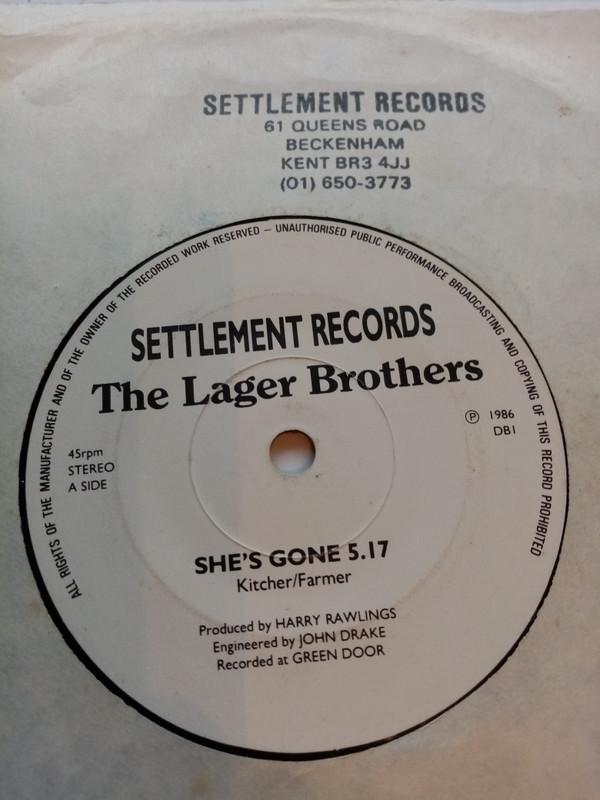 SETTLEMENT RECORDS
61 QUEENS ROAD
BECKENHAM
KENT BR3 4JJ
(01) 650-3773
ALL RIGHTS OF THE MANUFACTURER AND OF THE OWNER OF THE RECORDED WORK RESERVED – UNAUTHORISED PUBLIC PERFORMANCE BROADCASTING AND COPYING OF THIS RECORD PROHIBITED
SETTLEMENT RECORDS
The Lager Brothers
45rpm
STEREO
A SIDE
Ⓟ 1986
DB1
SHE'S GONE 5.17
Kitcher/Farmer
Produced by HARRY RAWLINGS
Engineered by JOHN DRAKE
Recorded at GREEN DOOR